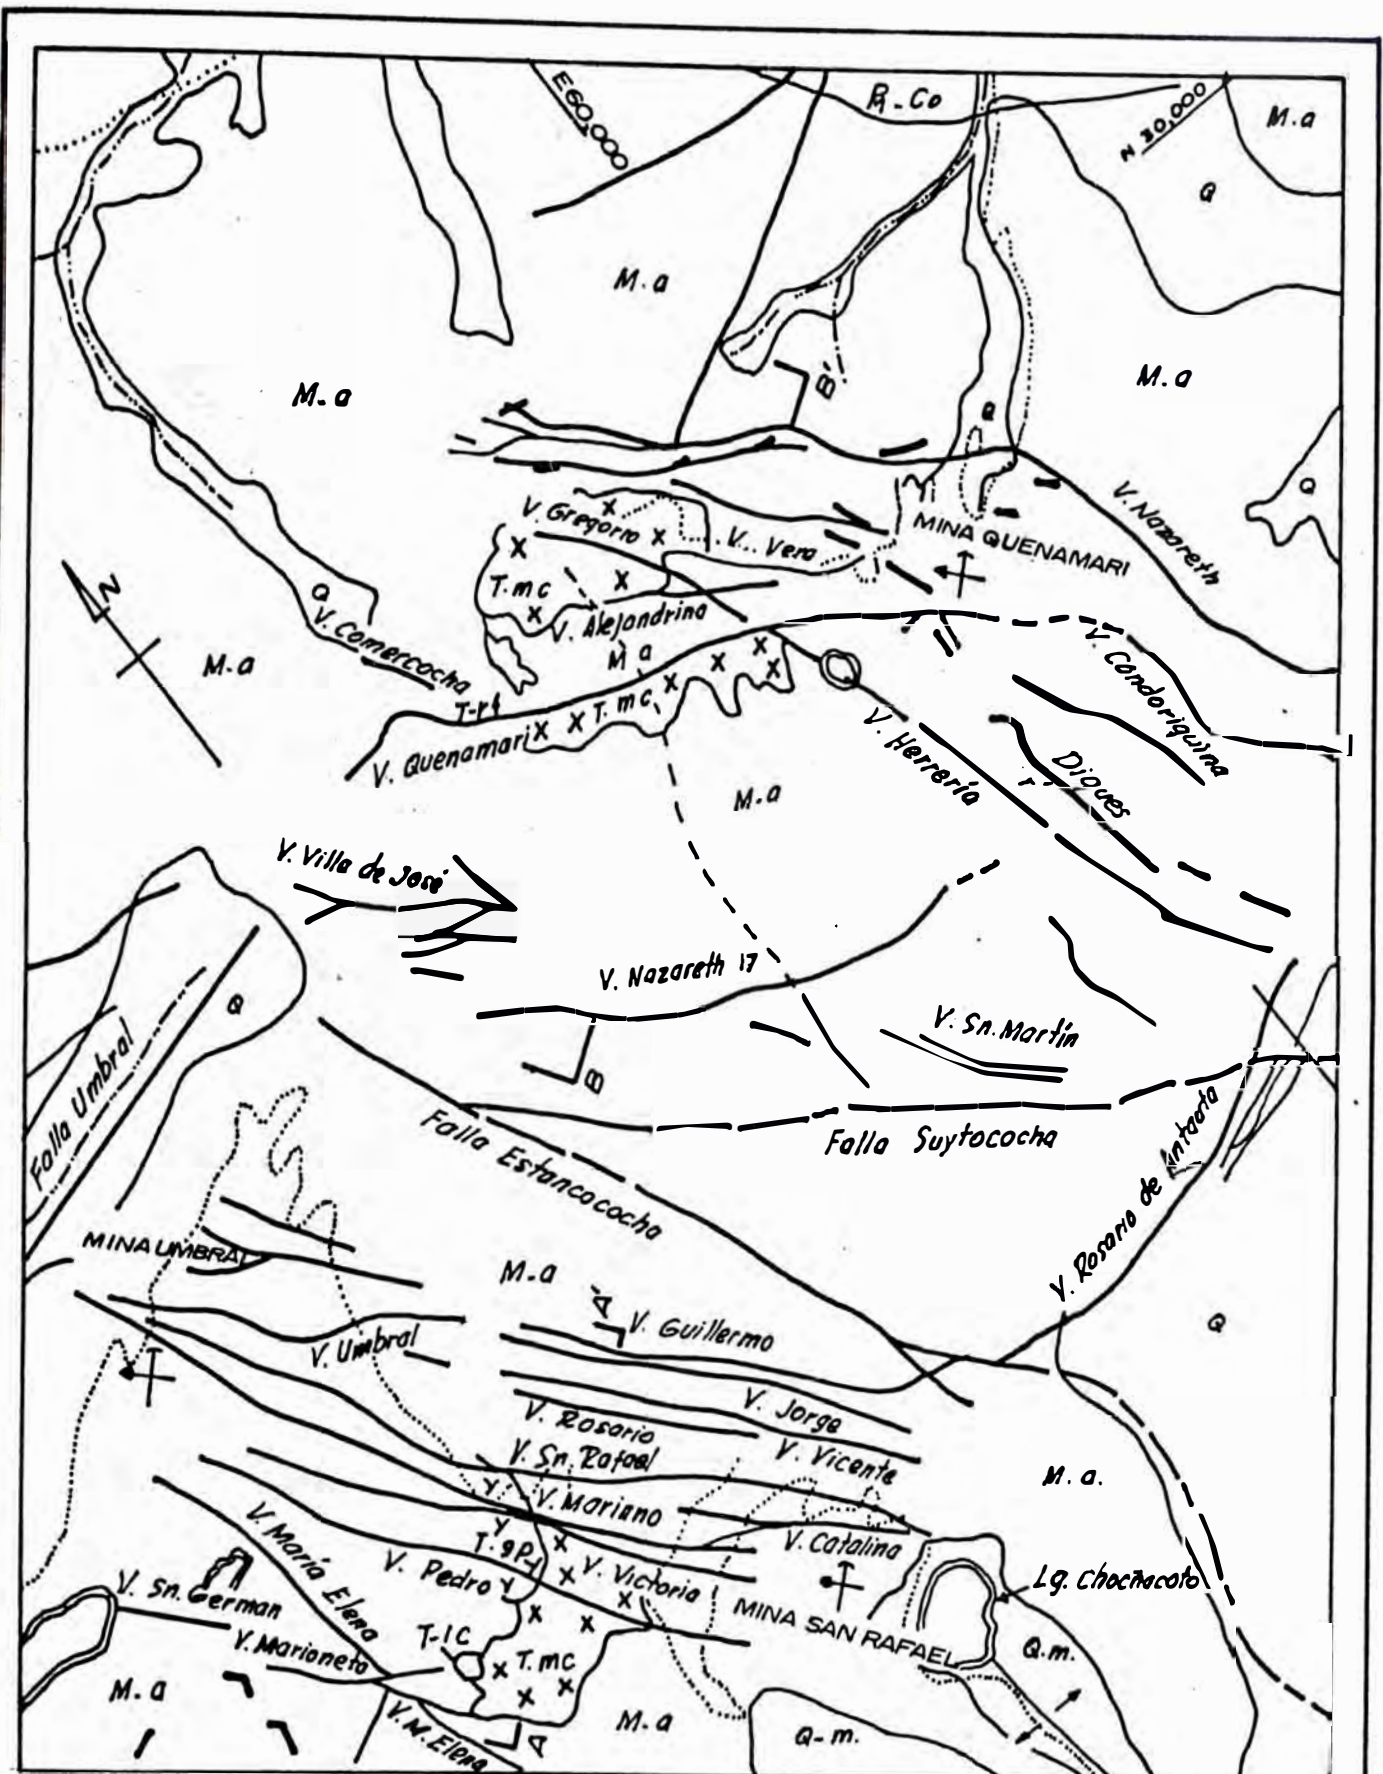 E 60,000
P-Co
N 30,000
M.a
Q
M.a
M.a
M.a
B'
Q
Q
V. Nazareth
V. Gregorio
V. Vera
MINA QUENAMARI
T.mc
V. Alejandrina
N
Q
V. Comercocha
M.a
M a
V. Condoriquina
T-rf
T.mc
V. Quenamari
V. Herrería
Diques
M.a
V. Villa de José
V. Nazareth 17
Q
V. Sn. Martín
B
Falla Umbral
Falla Estancococha
Falla Suytococha
V. Rosario de Antaota
MINA UMBRAL
M.a
A'
V. Guillermo
Q
V. Umbral
V. Jorge
V. Rosario
V. Vicente
V. Sn. Rafael
M.a.
V. Mariano
V. Catalina
T.gp
V. Victoria
V. Pedro
V. María Elena
Lg. Chocñacota
V. Sn. German
MINA SAN RAFAEL
V. Marioneta
T-lc
T.mc
Q.m.
M.a
M.a
V. M. Elena
A
Q-m.